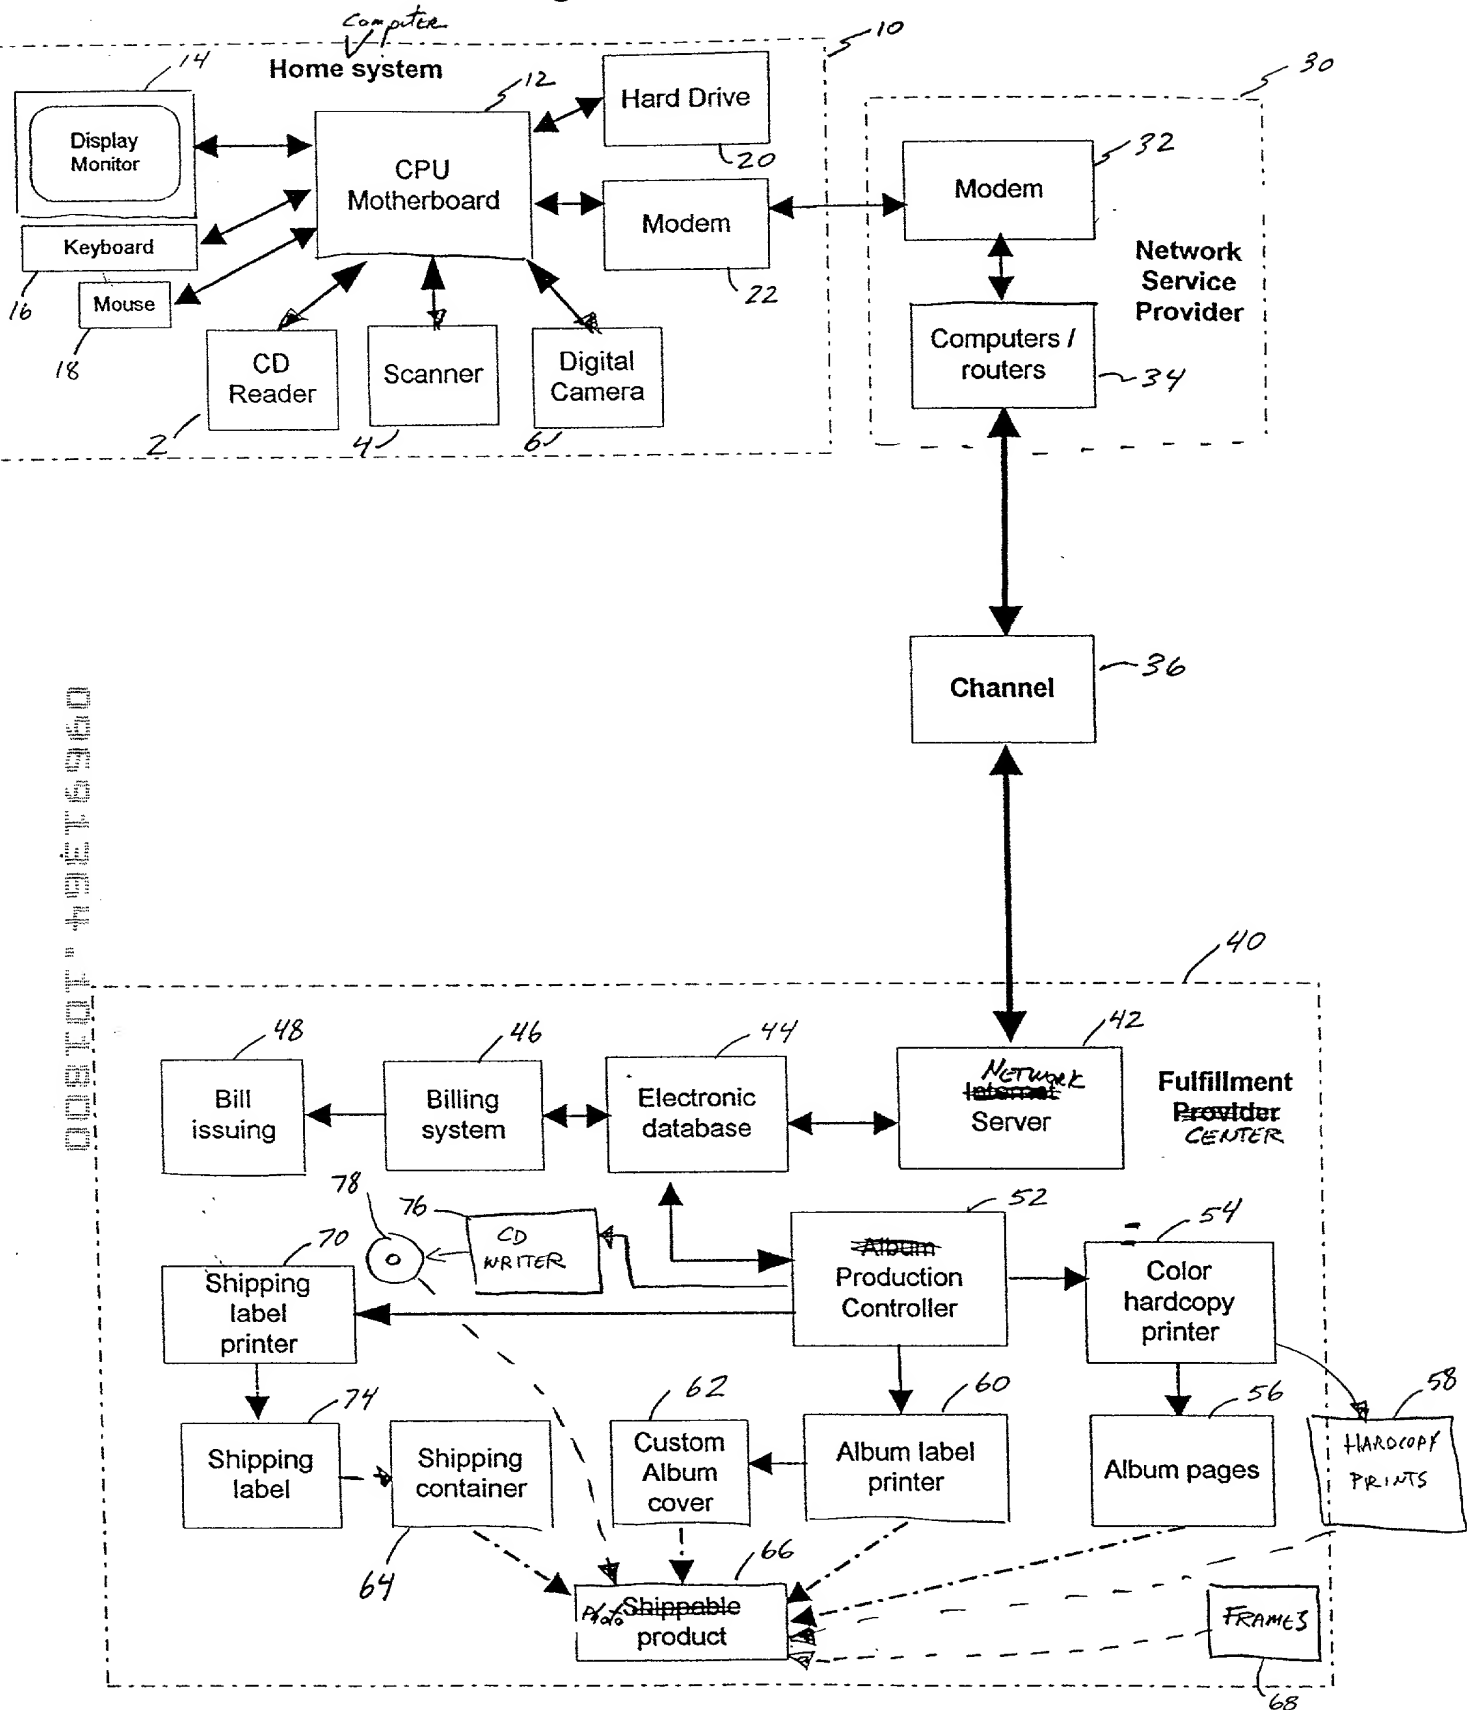 Computer
10
Home system
14
12
30
Hard Drive
Display
Monitor
20
32
CPU
Motherboard
Modem
Modem
Keyboard
22
Network
Service
Provider
16
Mouse
18
Computers /
routers
34
CD
Reader
Scanner
Digital
Camera
2
4
6
Channel
36
09691364.101800
40
48
46
44
42
Bill
issuing
Billing
system
Electronic
database
NETWORK
Internet
Server
Fulfillment
Provider
CENTER
78
76
52
54
70
CD
WRITER
Album
Production
Controller
Color
hardcopy
printer
Shipping
label
printer
74
62
60
56
58
Shipping
label
Shipping
container
Custom
Album
cover
Album label
printer
Album pages
HARDCOPY
PRINTS
64
66
Photo Shippable
product
FRAMES
68